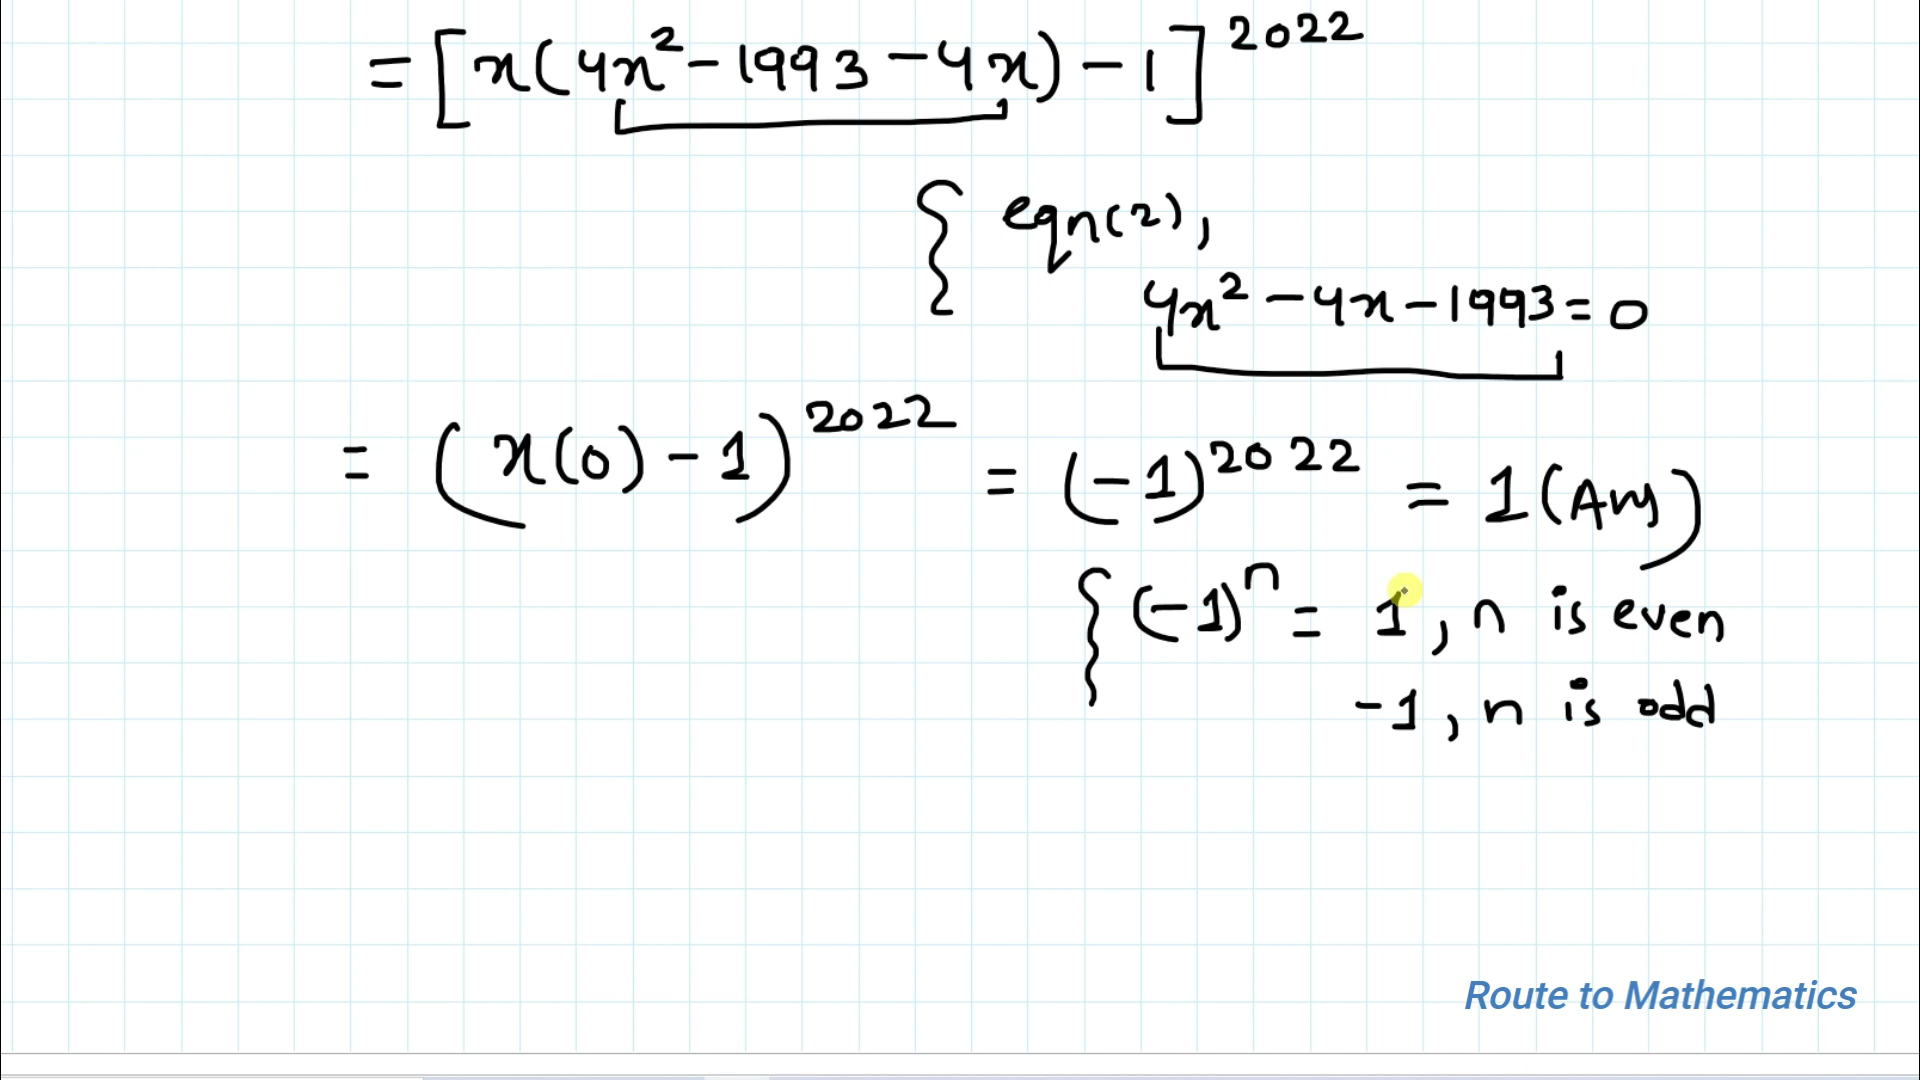 = [x(4x² - 1993 - 4x) - 1]²⁰²²
{ eqn(2),
4x² - 4x - 1993 = 0
= (x(0) - 1)²⁰²² = (-1)²⁰²² = 1 (Ans)
{ (-1)ⁿ = 1, n is even
-1, n is odd
Route to Mathematics